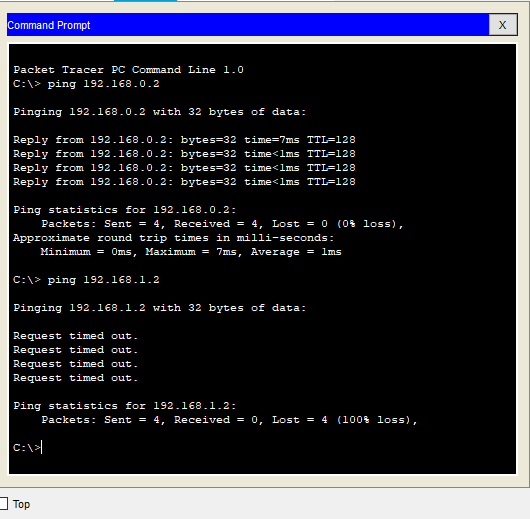 Command Prompt
X
Packet Tracer PC Command Line 1.0
C:\> ping 192.168.0.2
Pinging 192.168.0.2 with 32 bytes of data:
Reply from 192.168.0.2: bytes=32 time=7ms TTL=128
Reply from 192.168.0.2: bytes=32 time<1ms TTL=128
Reply from 192.168.0.2: bytes=32 time<1ms TTL=128
Reply from 192.168.0.2: bytes=32 time<1ms TTL=128
Ping statistics for 192.168.0.2:
Packets: Sent = 4, Received = 4, Lost = 0 (0% loss),
Approximate round trip times in milli-seconds:
Minimum = 0ms, Maximum = 7ms, Average = 1ms
C:\> ping 192.168.1.2
Pinging 192.168.1.2 with 32 bytes of data:
Request timed out.
Request timed out.
Request timed out.
Request timed out.
Ping statistics for 192.168.1.2:
Packets: Sent = 4, Received = 0, Lost = 4 (100% loss),
C:\>
Top